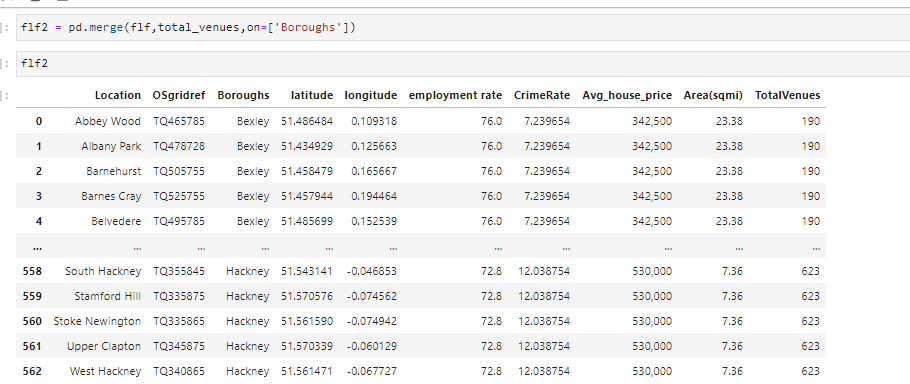 ]: flf2 = pd.merge(flf,total_venues,on=['Boroughs'])
]: flf2
]:
Location OSgridref Boroughs latitude longitude employment rate CrimeRate Avg_house_price Area(sqmi) TotalVenues
0 Abbey Wood TQ465785 Bexley 51.486484 0.109318 76.0 7.239654 342,500 23.38 190
1 Albany Park TQ478728 Bexley 51.434929 0.125663 76.0 7.239654 342,500 23.38 190
2 Barnehurst TQ505755 Bexley 51.458479 0.165667 76.0 7.239654 342,500 23.38 190
3 Barnes Cray TQ525755 Bexley 51.457944 0.194464 76.0 7.239654 342,500 23.38 190
4 Belvedere TQ495785 Bexley 51.485699 0.152539 76.0 7.239654 342,500 23.38 190
... ... ... ... ... ... ... ... ... ... ...
558 South Hackney TQ355845 Hackney 51.543141 -0.046853 72.8 12.038754 530,000 7.36 623
559 Stamford Hill TQ335875 Hackney 51.570576 -0.074562 72.8 12.038754 530,000 7.36 623
560 Stoke Newington TQ335865 Hackney 51.561590 -0.074942 72.8 12.038754 530,000 7.36 623
561 Upper Clapton TQ345875 Hackney 51.570339 -0.060129 72.8 12.038754 530,000 7.36 623
562 West Hackney TQ340865 Hackney 51.561471 -0.067727 72.8 12.038754 530,000 7.36 623